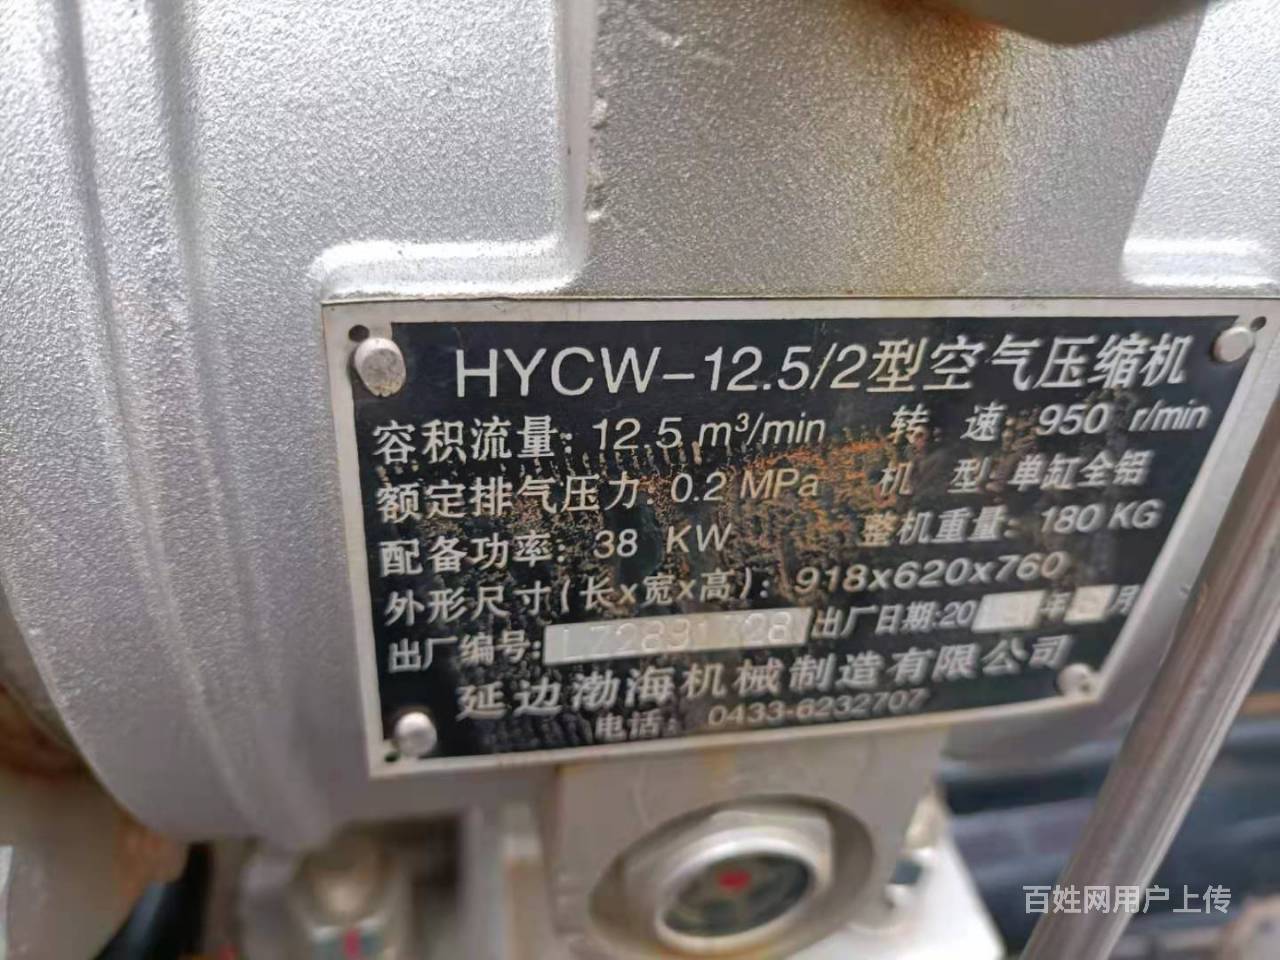 HYCW-12.5/2型空气压缩机
容积流量: 12.5 m³/min 转 速: 950 r/min
额定排气压力: 0.2 MPa 机 型: 单缸全铝
配备功率: 38 KW 整机重量: 180 KG
外形尺寸(长x宽x高): 918x620x760
出厂编号: 出厂日期:20 年 月
延边渤海机械制造有限公司
电话: 0433-6232707
百姓网用户上传